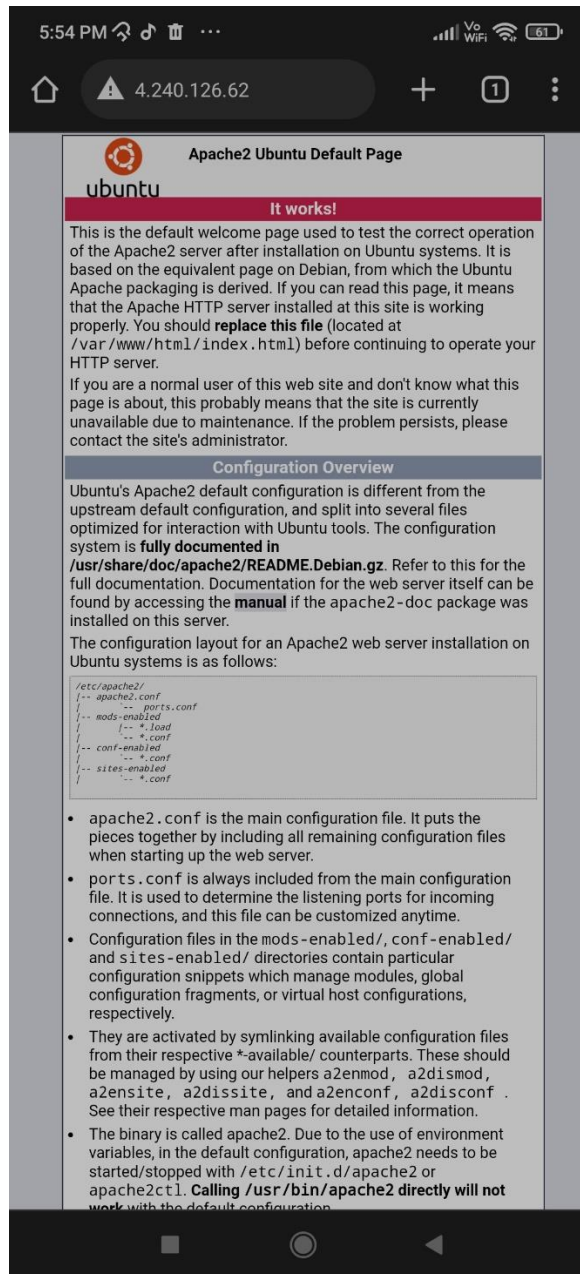 5:54 PM ... Vo WiFi 61
4.240.126.62 1
Apache2 Ubuntu Default Page
ubuntu
It works!
This is the default welcome page used to test the correct operation
of the Apache2 server after installation on Ubuntu systems. It is
based on the equivalent page on Debian, from which the Ubuntu
Apache packaging is derived. If you can read this page, it means
that the Apache HTTP server installed at this site is working
properly. You should replace this file (located at
/var/www/html/index.html) before continuing to operate your
HTTP server.
If you are a normal user of this web site and don't know what this
page is about, this probably means that the site is currently
unavailable due to maintenance. If the problem persists, please
contact the site's administrator.
Configuration Overview
Ubuntu's Apache2 default configuration is different from the
upstream default configuration, and split into several files
optimized for interaction with Ubuntu tools. The configuration
system is fully documented in
/usr/share/doc/apache2/README.Debian.gz. Refer to this for the
full documentation. Documentation for the web server itself can be
found by accessing the manual if the apache2-doc package was
installed on this server.
The configuration layout for an Apache2 web server installation on
Ubuntu systems is as follows:
/etc/apache2/
|-- apache2.conf
|       `--  ports.conf
|-- mods-enabled
|       |-- *.load
|       `-- *.conf
|-- conf-enabled
|       `-- *.conf
|-- sites-enabled
|       `-- *.conf
• apache2.conf is the main configuration file. It puts the
pieces together by including all remaining configuration files
when starting up the web server.
• ports.conf is always included from the main configuration
file. It is used to determine the listening ports for incoming
connections, and this file can be customized anytime.
• Configuration files in the mods-enabled/, conf-enabled/
and sites-enabled/ directories contain particular
configuration snippets which manage modules, global
configuration fragments, or virtual host configurations,
respectively.
• They are activated by symlinking available configuration files
from their respective *-available/ counterparts. These should
be managed by using our helpers a2enmod, a2dismod,
a2ensite, a2dissite, and a2enconf, a2disconf .
See their respective man pages for detailed information.
• The binary is called apache2. Due to the use of environment
variables, in the default configuration, apache2 needs to be
started/stopped with /etc/init.d/apache2 or
apache2ctl. Calling /usr/bin/apache2 directly will not
work with the default configuration